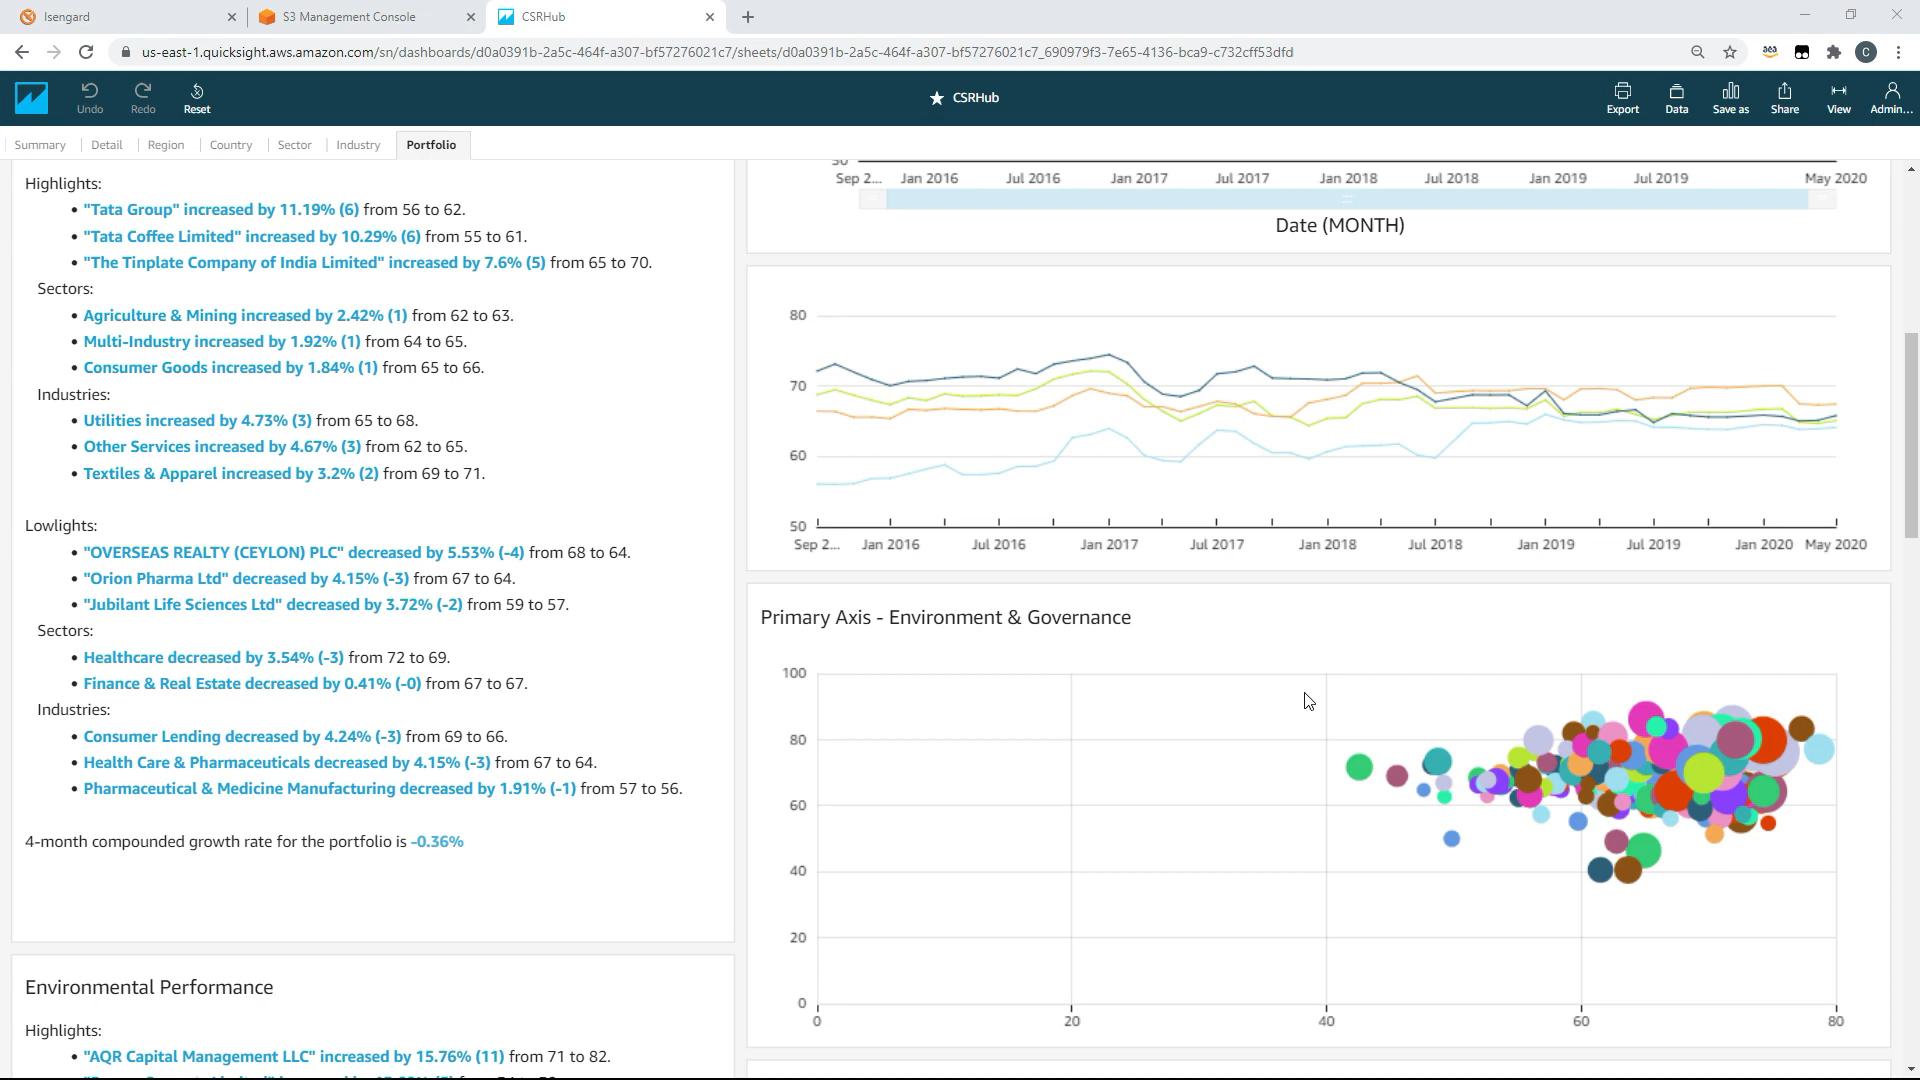 Isengard
S3 Management Console
CSRHub
us-east-1.quicksight.aws.amazon.com/sn/dashboards/d0a0391b-2a5c-464f-a307-bf57276021c7/sheets/d0a0391b-2a5c-464f-a307-bf57276021c7_690979f3-7e65-4136-bca9-c732cff53dfd
C
Undo
Redo
Reset
CSRHub
Export
Data
Save as
Share
View
Admin...
Summary
Detail
Region
Country
Sector
Industry
Portfolio
Highlights:
• "Tata Group" increased by 11.19% (6) from 56 to 62.
• "Tata Coffee Limited" increased by 10.29% (6) from 55 to 61.
• "The Tinplate Company of India Limited" increased by 7.6% (5) from 65 to 70.
Sectors:
• Agriculture & Mining increased by 2.42% (1) from 62 to 63.
• Multi-Industry increased by 1.92% (1) from 64 to 65.
• Consumer Goods increased by 1.84% (1) from 65 to 66.
Industries:
• Utilities increased by 4.73% (3) from 65 to 68.
• Other Services increased by 4.67% (3) from 62 to 65.
• Textiles & Apparel increased by 3.2% (2) from 69 to 71.
Lowlights:
• "OVERSEAS REALTY (CEYLON) PLC" decreased by 5.53% (-4) from 68 to 64.
• "Orion Pharma Ltd" decreased by 4.15% (-3) from 67 to 64.
• "Jubilant Life Sciences Ltd" decreased by 3.72% (-2) from 59 to 57.
Sectors:
• Healthcare decreased by 3.54% (-3) from 72 to 69.
• Finance & Real Estate decreased by 0.41% (-0) from 67 to 67.
Industries:
• Consumer Lending decreased by 4.24% (-3) from 69 to 66.
• Health Care & Pharmaceuticals decreased by 4.15% (-3) from 67 to 64.
• Pharmaceutical & Medicine Manufacturing decreased by 1.91% (-1) from 57 to 56.
4-month compounded growth rate for the portfolio is -0.36%
Environmental Performance
Highlights:
• "AQR Capital Management LLC" increased by 15.76% (11) from 71 to 82.
50
Sep 2... Jan 2016 Jul 2016 Jan 2017 Jul 2017 Jan 2018 Jul 2018 Jan 2019 Jul 2019 May 2020
Date (MONTH)
80
70
60
50
Sep 2... Jan 2016 Jul 2016 Jan 2017 Jul 2017 Jan 2018 Jul 2018 Jan 2019 Jul 2019 Jan 2020 May 2020
Primary Axis - Environment & Governance
100
80
60
40
20
0
0 20 40 60 80